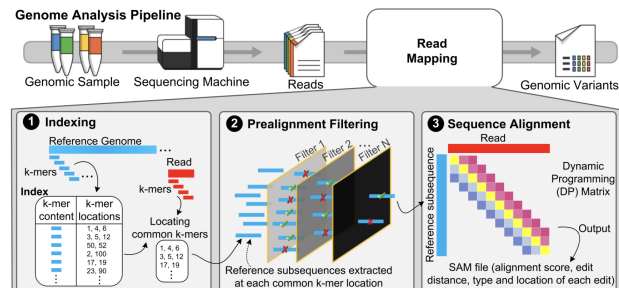 Genome Analysis Pipeline
Genomic Sample
Sequencing Machine
Reads
Read
Mapping
Genomic Variants
1 Indexing
Reference Genome
k-mers
Read
k-mers
Index
k-mer content
k-mer locations
1, 4, 6
3, 5, 12
50, 52
2, 100
17, 19
23, 90
Locating
common k-mers
1, 4, 6
3, 5, 12
17, 19
2 Prealignment Filtering
Filter 1
Filter 2
...
Filter N
Reference subsequences extracted
at each common k-mer location
3 Sequence Alignment
Read
Reference subsequence
Dynamic
Programming
(DP) Matrix
Output
SAM file (alignment score, edit
distance, type and location of each edit)